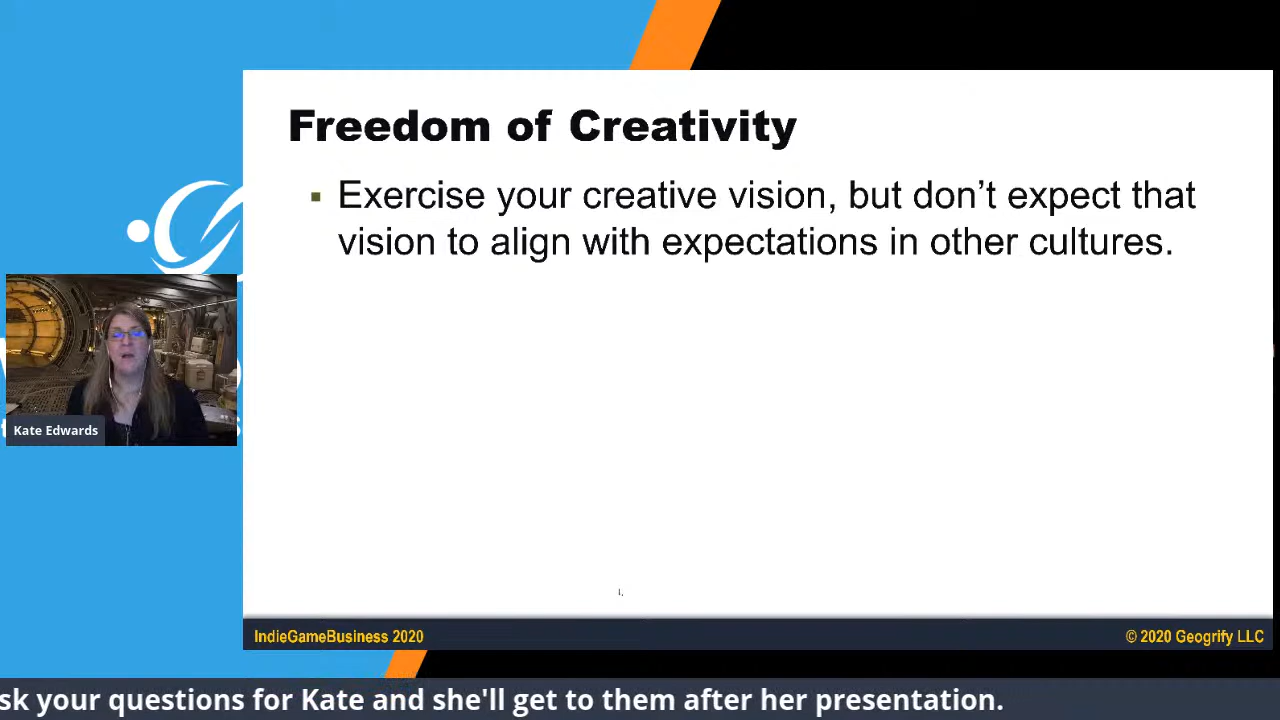 Freedom of Creativity
▪ Exercise your creative vision, but don’t expect that
vision to align with expectations in other cultures.
Kate Edwards
IndieGameBusiness 2020
© 2020 Geogrify LLC
sk your questions for Kate and she'll get to them after her presentation.